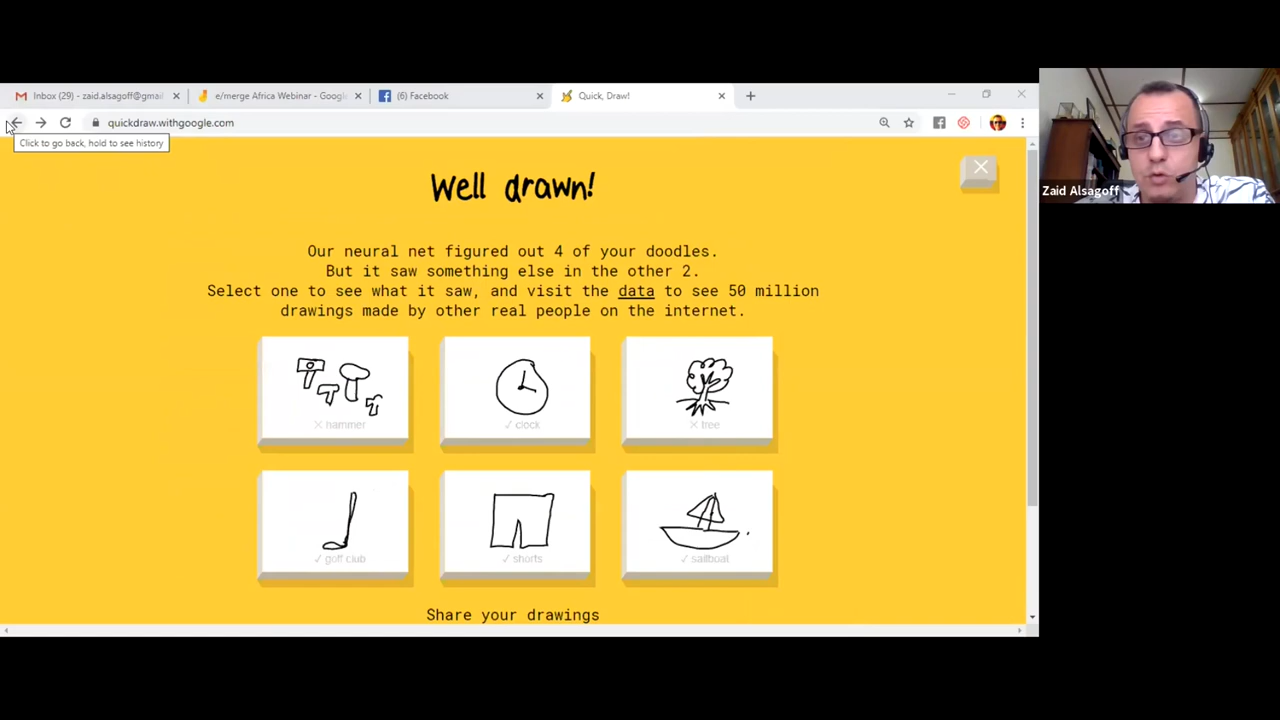 Inbox (29) - zaid.alsagoff@gmai
e/merge Africa Webinar - Googl
(6) Facebook
Quick, Draw!
quickdraw.withgoogle.com
Click to go back, hold to see history
Well drawn!
Our neural net figured out 4 of your doodles.
But it saw something else in the other 2.
Select one to see what it saw, and visit the data to see 50 million
drawings made by other real people on the internet.
× hammer
✓ clock
× tree
✓ golf club
✓ shorts
✓ sailboat
Share your drawings
Zaid Alsagoff